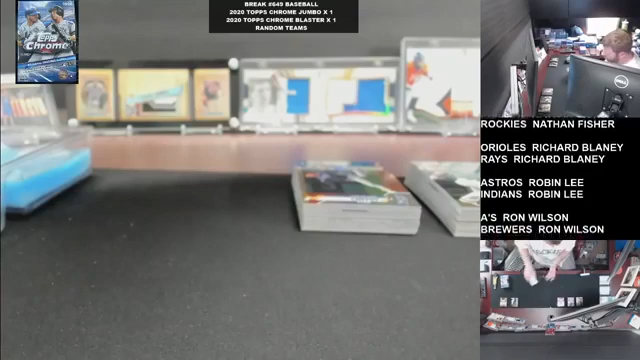 BREAK #649 BASEBALL
2020 TOPPS CHROME JUMBO X 1
2020 TOPPS CHROME BLASTER X 1
RANDOM TEAMS
Topps
Chrome
DELL
ROCKIES NATHAN FISHER
ORIOLES RICHARD BLANEY
RAYS RICHARD BLANEY
ASTROS ROBIN LEE
INDIANS ROBIN LEE
A'S RON WILSON
BREWERS RON WILSON